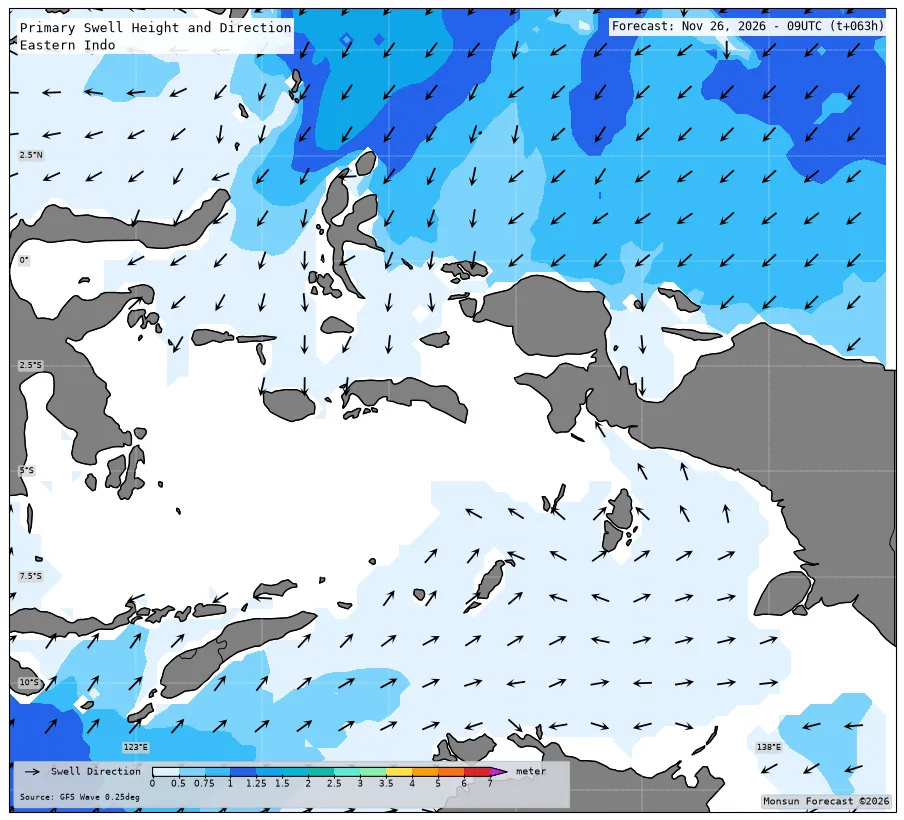 Primary Swell Height and Direction
Eastern Indo
Forecast: Nov 26, 2026 - 09UTC (t+063h)
2.5°N
0°
2.5°S
5°S
7.5°S
10°S
123°E
138°E
Swell Direction
0 0.5 0.75 1 1.25 1.5 2 2.5 3 3.5 4 5 6 7
meter
Source: GFS Wave 0.25deg
Monsun Forecast ©2026